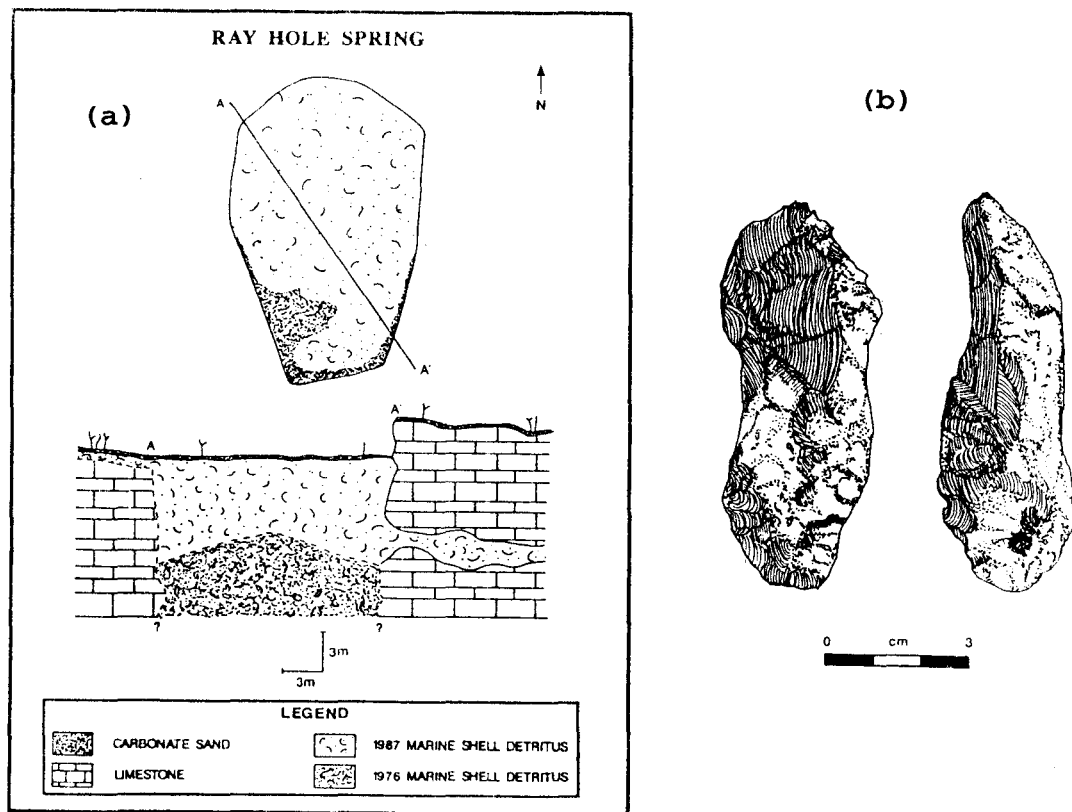 RAY HOLE SPRING
(a)
A
N
A'
A
A
?
?
3m
3m
LEGEND
CARBONATE SAND
1987 MARINE SHELL DETRITUS
LIMESTONE
1976 MARINE SHELL DETRITUS
(b)
0 cm 3